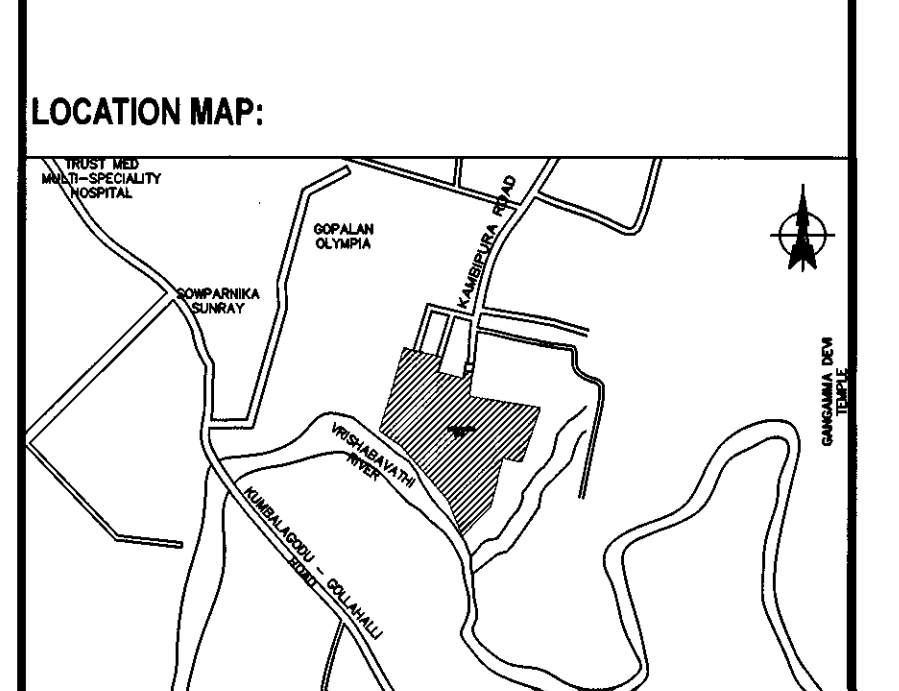 LOCATION MAP:
TRUST MED
MULTI-SPECIALITY
HOSPITAL
GOPALAN
OLYMPIA
KAMBIPURA ROAD
SOWPARNIKA
SUNRAY
GANGAMMA DEVI
TEMPLE
VRISHABAVATHI
RIVER
KUMBALAGODU - GOLLAHALLI
ROAD